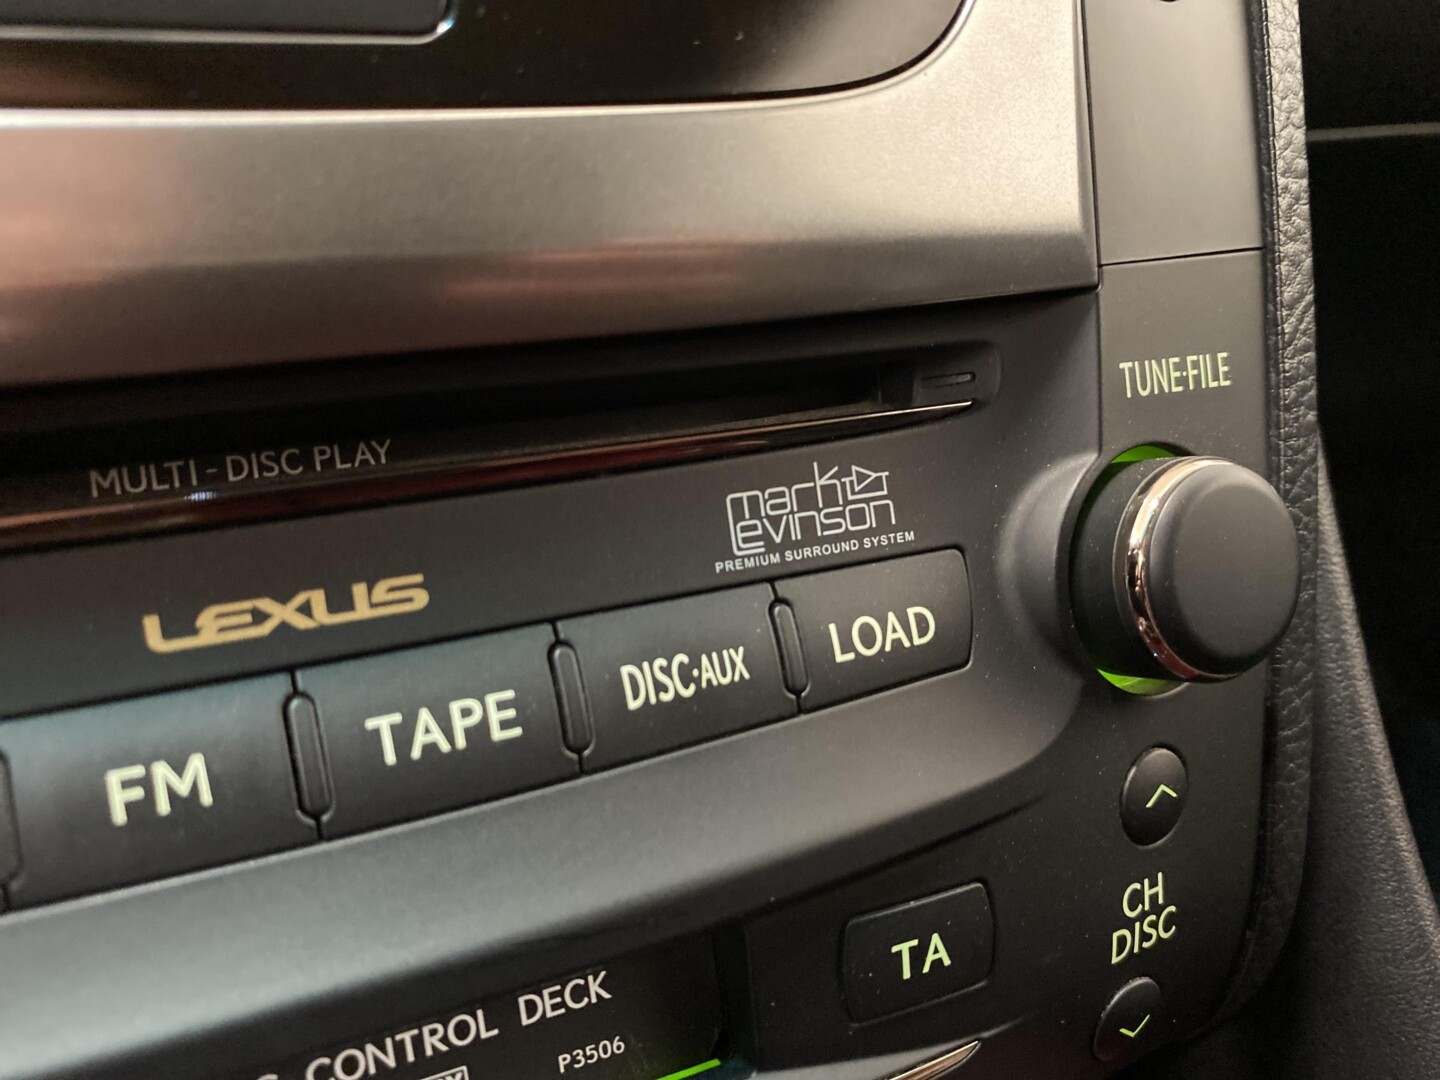 TUNE·FILE
MULTI-DISC PLAY
mark
Levinson
PREMIUM SURROUND SYSTEM
LEXUS
FM
TAPE
DISC·AUX
LOAD
CH
DISC
TA
CONTROL DECK
P3506